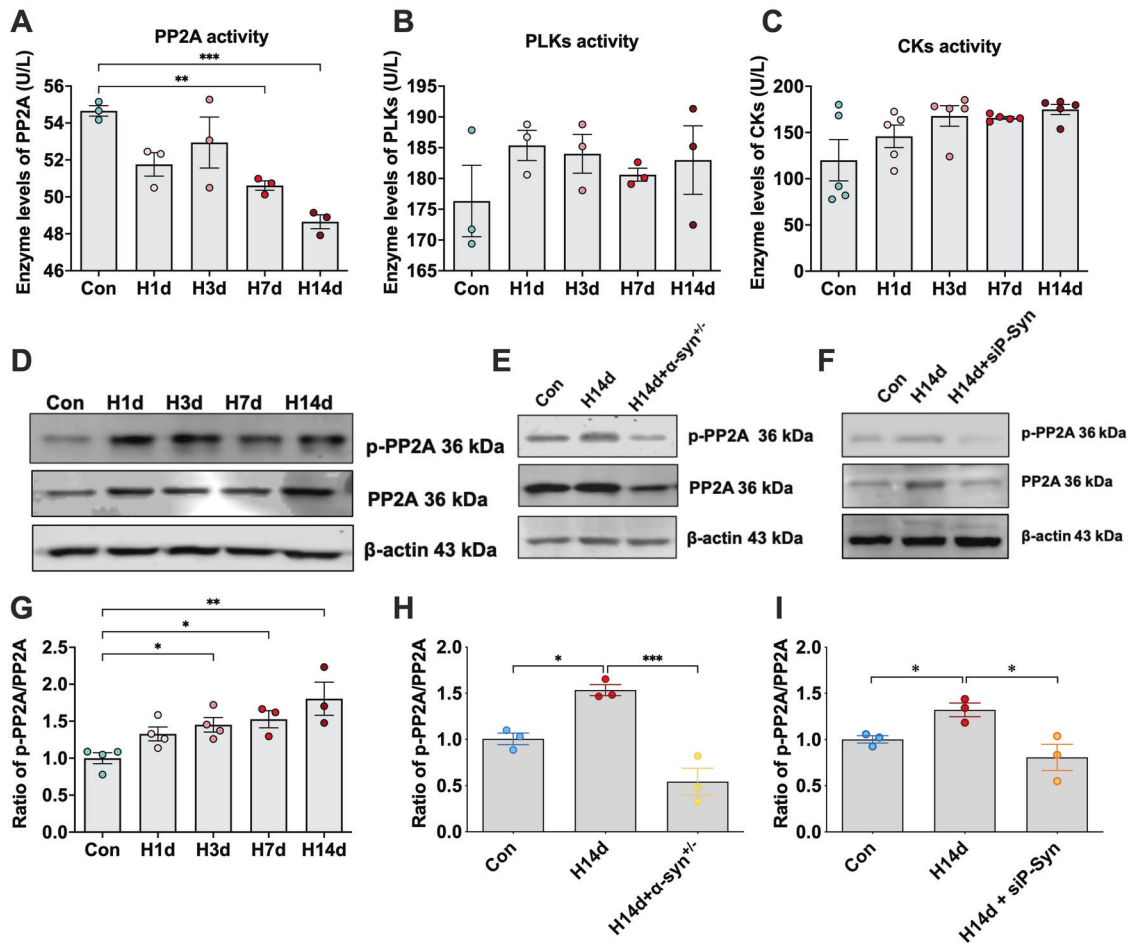 A
PP2A activity
Enzyme levels of PP2A (U/L)
***
**
56
54
52
50
48
46
Con H1d H3d H7d H14d
B
PLKs activity
Enzyme levels of PLKs (U/L)
195
190
185
180
175
170
165
Con H1d H3d H7d H14d
C
CKs activity
Enzyme levels of CKs (U/L)
200
150
100
50
0
Con H1d H3d H7d H14d
D
Con H1d H3d H7d H14d
p-PP2A 36 kDa
PP2A 36 kDa
β-actin 43 kDa
E
Con H14d H14d+α-syn+/-
p-PP2A 36 kDa
PP2A 36 kDa
β-actin 43 kDa
F
Con H14d H14d+siP-Syn
p-PP2A 36 kDa
PP2A 36 kDa
β-actin 43 kDa
G
Ratio of p-PP2A/PP2A
**
*
*
2.5
2.0
1.5
1.0
0.5
0.0
Con H1d H3d H7d H14d
H
Ratio of p-PP2A/PP2A
* ***
2.0
1.5
1.0
0.5
0.0
Con H14d H14d+α-syn+/-
I
Ratio of p-PP2A/PP2A
* *
2.0
1.5
1.0
0.5
0.0
Con H14d H14d + siP-Syn